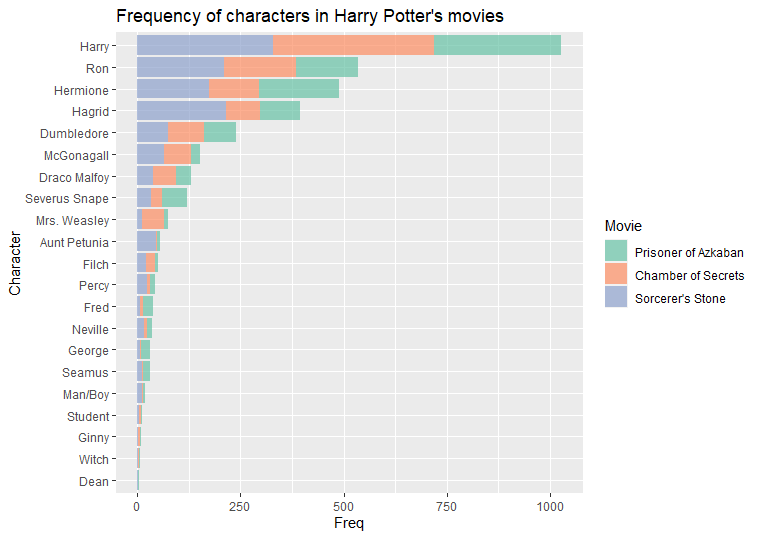 Frequency of characters in Harry Potter's movies
Character
Harry
Ron
Hermione
Hagrid
Dumbledore
McGonagall
Draco Malfoy
Severus Snape
Mrs. Weasley
Aunt Petunia
Filch
Percy
Fred
Neville
George
Seamus
Man/Boy
Student
Ginny
Witch
Dean
0 250 500 750 1000
Freq
Movie
Prisoner of Azkaban
Chamber of Secrets
Sorcerer's Stone